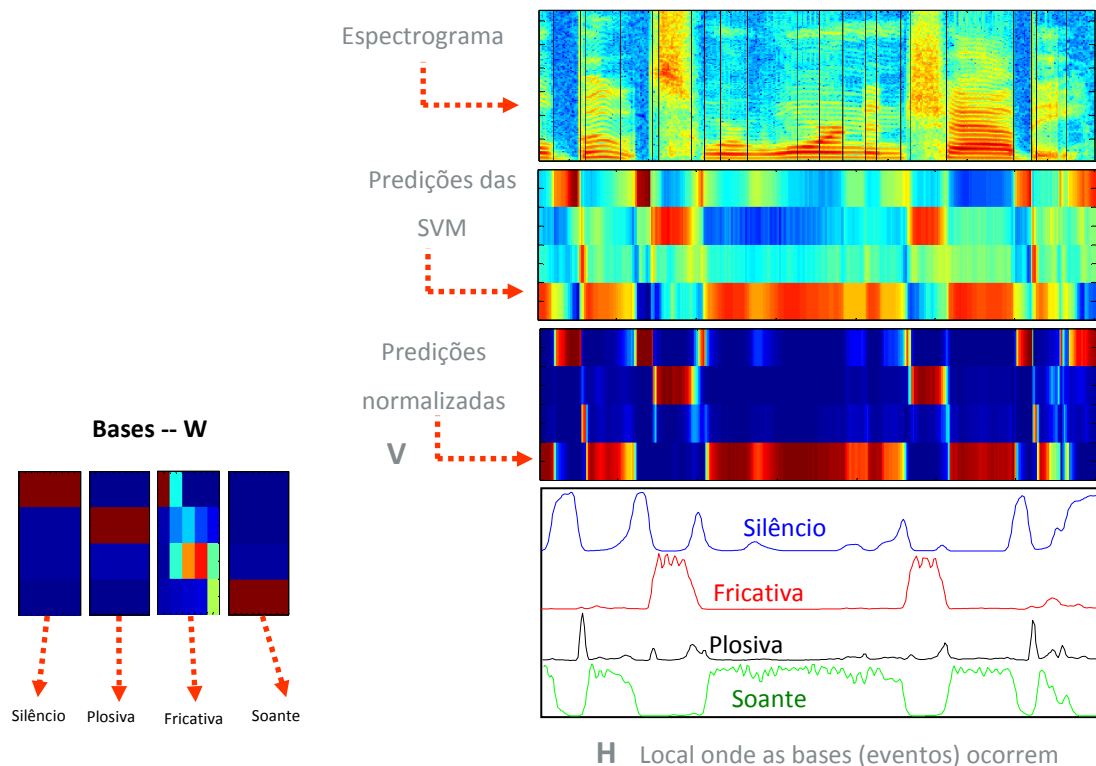 Espectrograma
Predições das
SVM
Predições
normalizadas
V
Bases -- W
Silêncio
Plosiva
Fricativa
Soante
Silêncio
Fricativa
Plosiva
Soante
H Local onde as bases (eventos) ocorrem